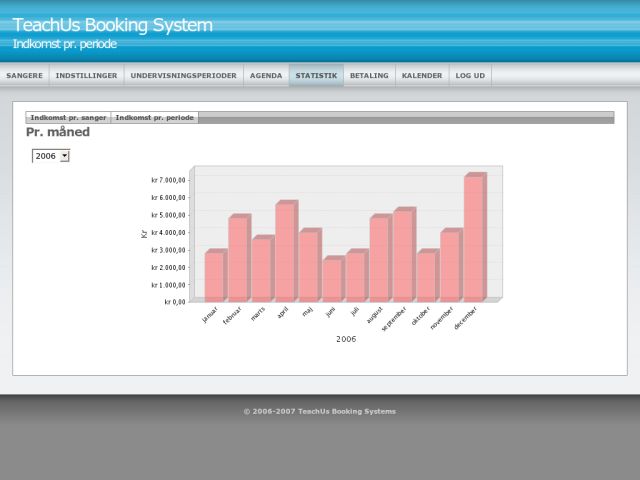 TeachUs Booking System
Indkomst pr. periode
SANGERE INDSTILLINGER UNDERVISNINGSPERIODER AGENDA STATISTIK BETALING KALENDER LOG UD
Indkomst pr. sanger Indkomst pr. periode
Pr. måned
2006
kr 7.000,00
kr 6.000,00
kr 5.000,00
kr 4.000,00
kr 3.000,00
kr 2.000,00
kr 1.000,00
kr 0,00
Kr
januar februar marts april maj juni juli august september oktober november december
2006
© 2006-2007 TeachUs Booking Systems